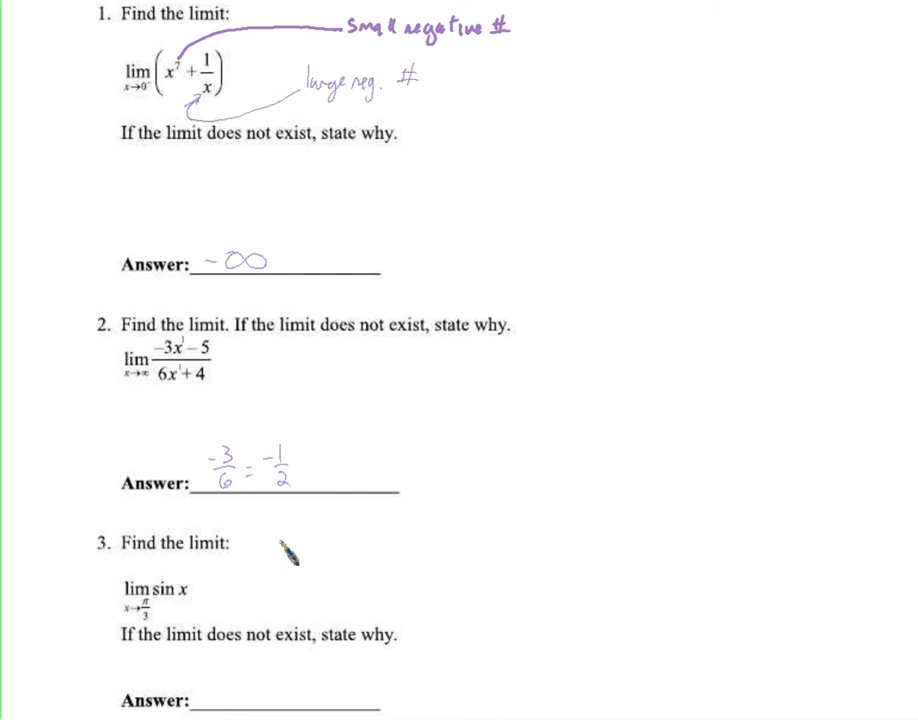 1. Find the limit:
Small negative #
lim x→0⁻ (x⁷ + 1/x)
large neg. #
If the limit does not exist, state why.
Answer: -∞
2. Find the limit. If the limit does not exist, state why.
lim x→∞ (-3x¹ - 5)/(6x¹ + 4)
Answer: -3/6 = -1/2
3. Find the limit:
lim x→π/3 sin x
If the limit does not exist, state why.
Answer: